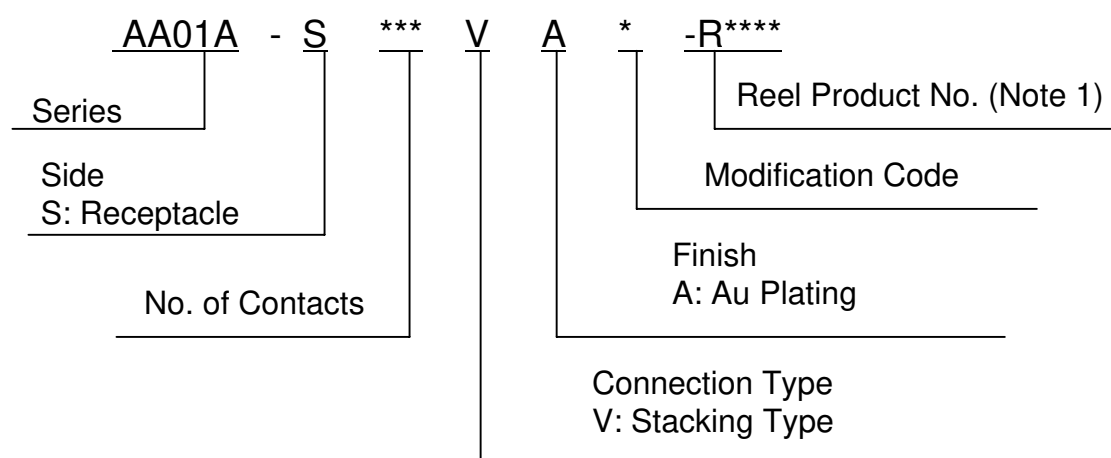 AA01A - S *** V A * -R****
Series
Reel Product No. (Note 1)
Side
S: Receptacle
Modification Code
No. of Contacts
Finish
A: Au Plating
Connection Type
V: Stacking Type